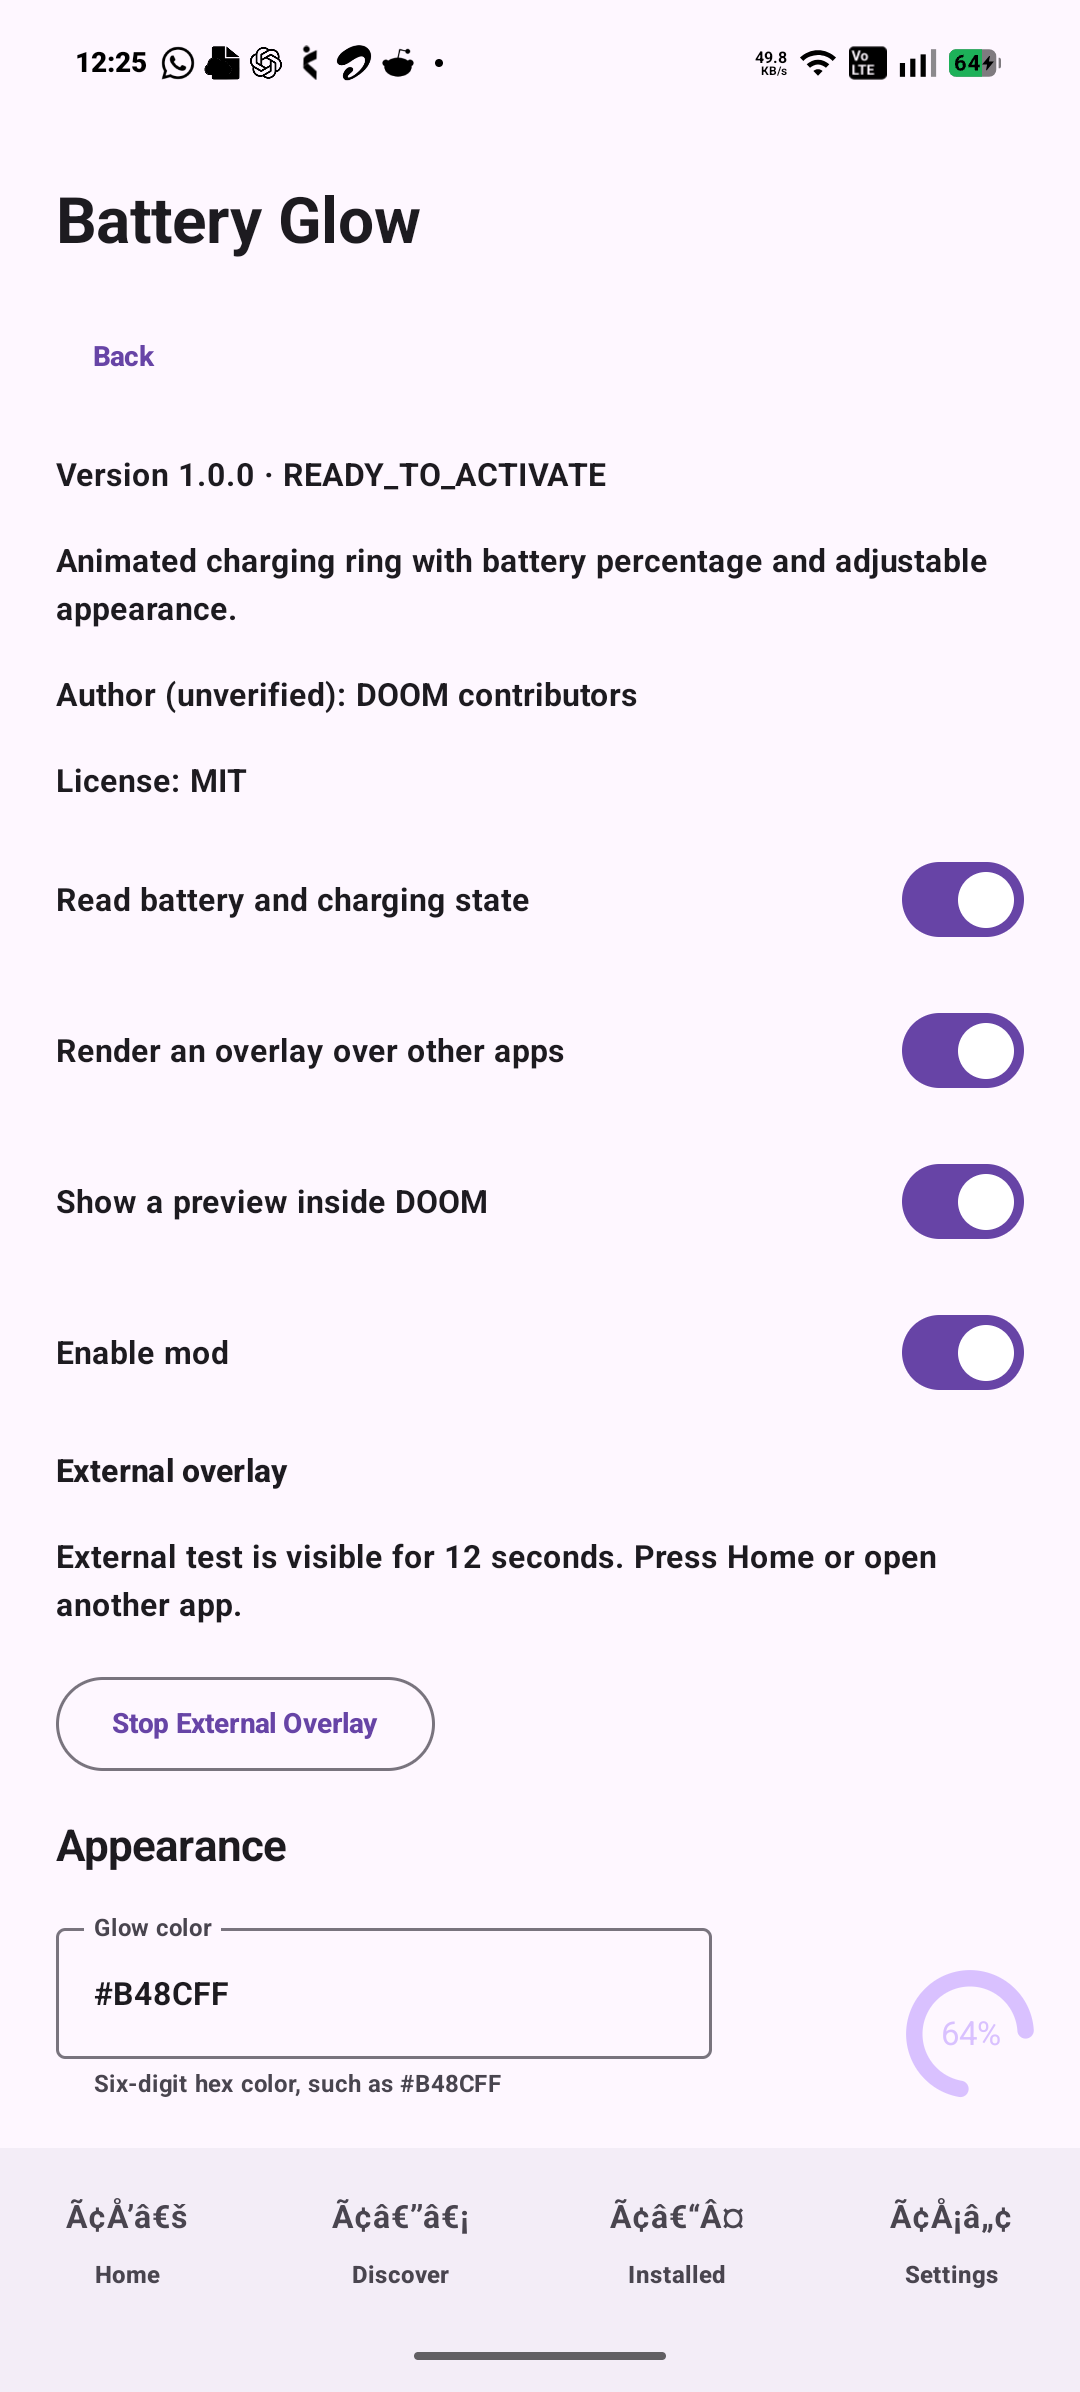 12:25
49.8
KB/s
Vo
LTE
64
Battery Glow
Back
Version 1.0.0 · READY_TO_ACTIVATE
Animated charging ring with battery percentage and adjustable
appearance.
Author (unverified): DOOM contributors
License: MIT
Read battery and charging state
Render an overlay over other apps
Show a preview inside DOOM
Enable mod
External overlay
External test is visible for 12 seconds. Press Home or open
another app.
Stop External Overlay
Appearance
Glow color
#B48CFF
64%
Six-digit hex color, such as #B48CFF
Ã¢Å’â€š Ã¢â€”â€¡ Ã¢â€“Â¤ Ã¢Å¡â„¢
Home Discover Installed Settings